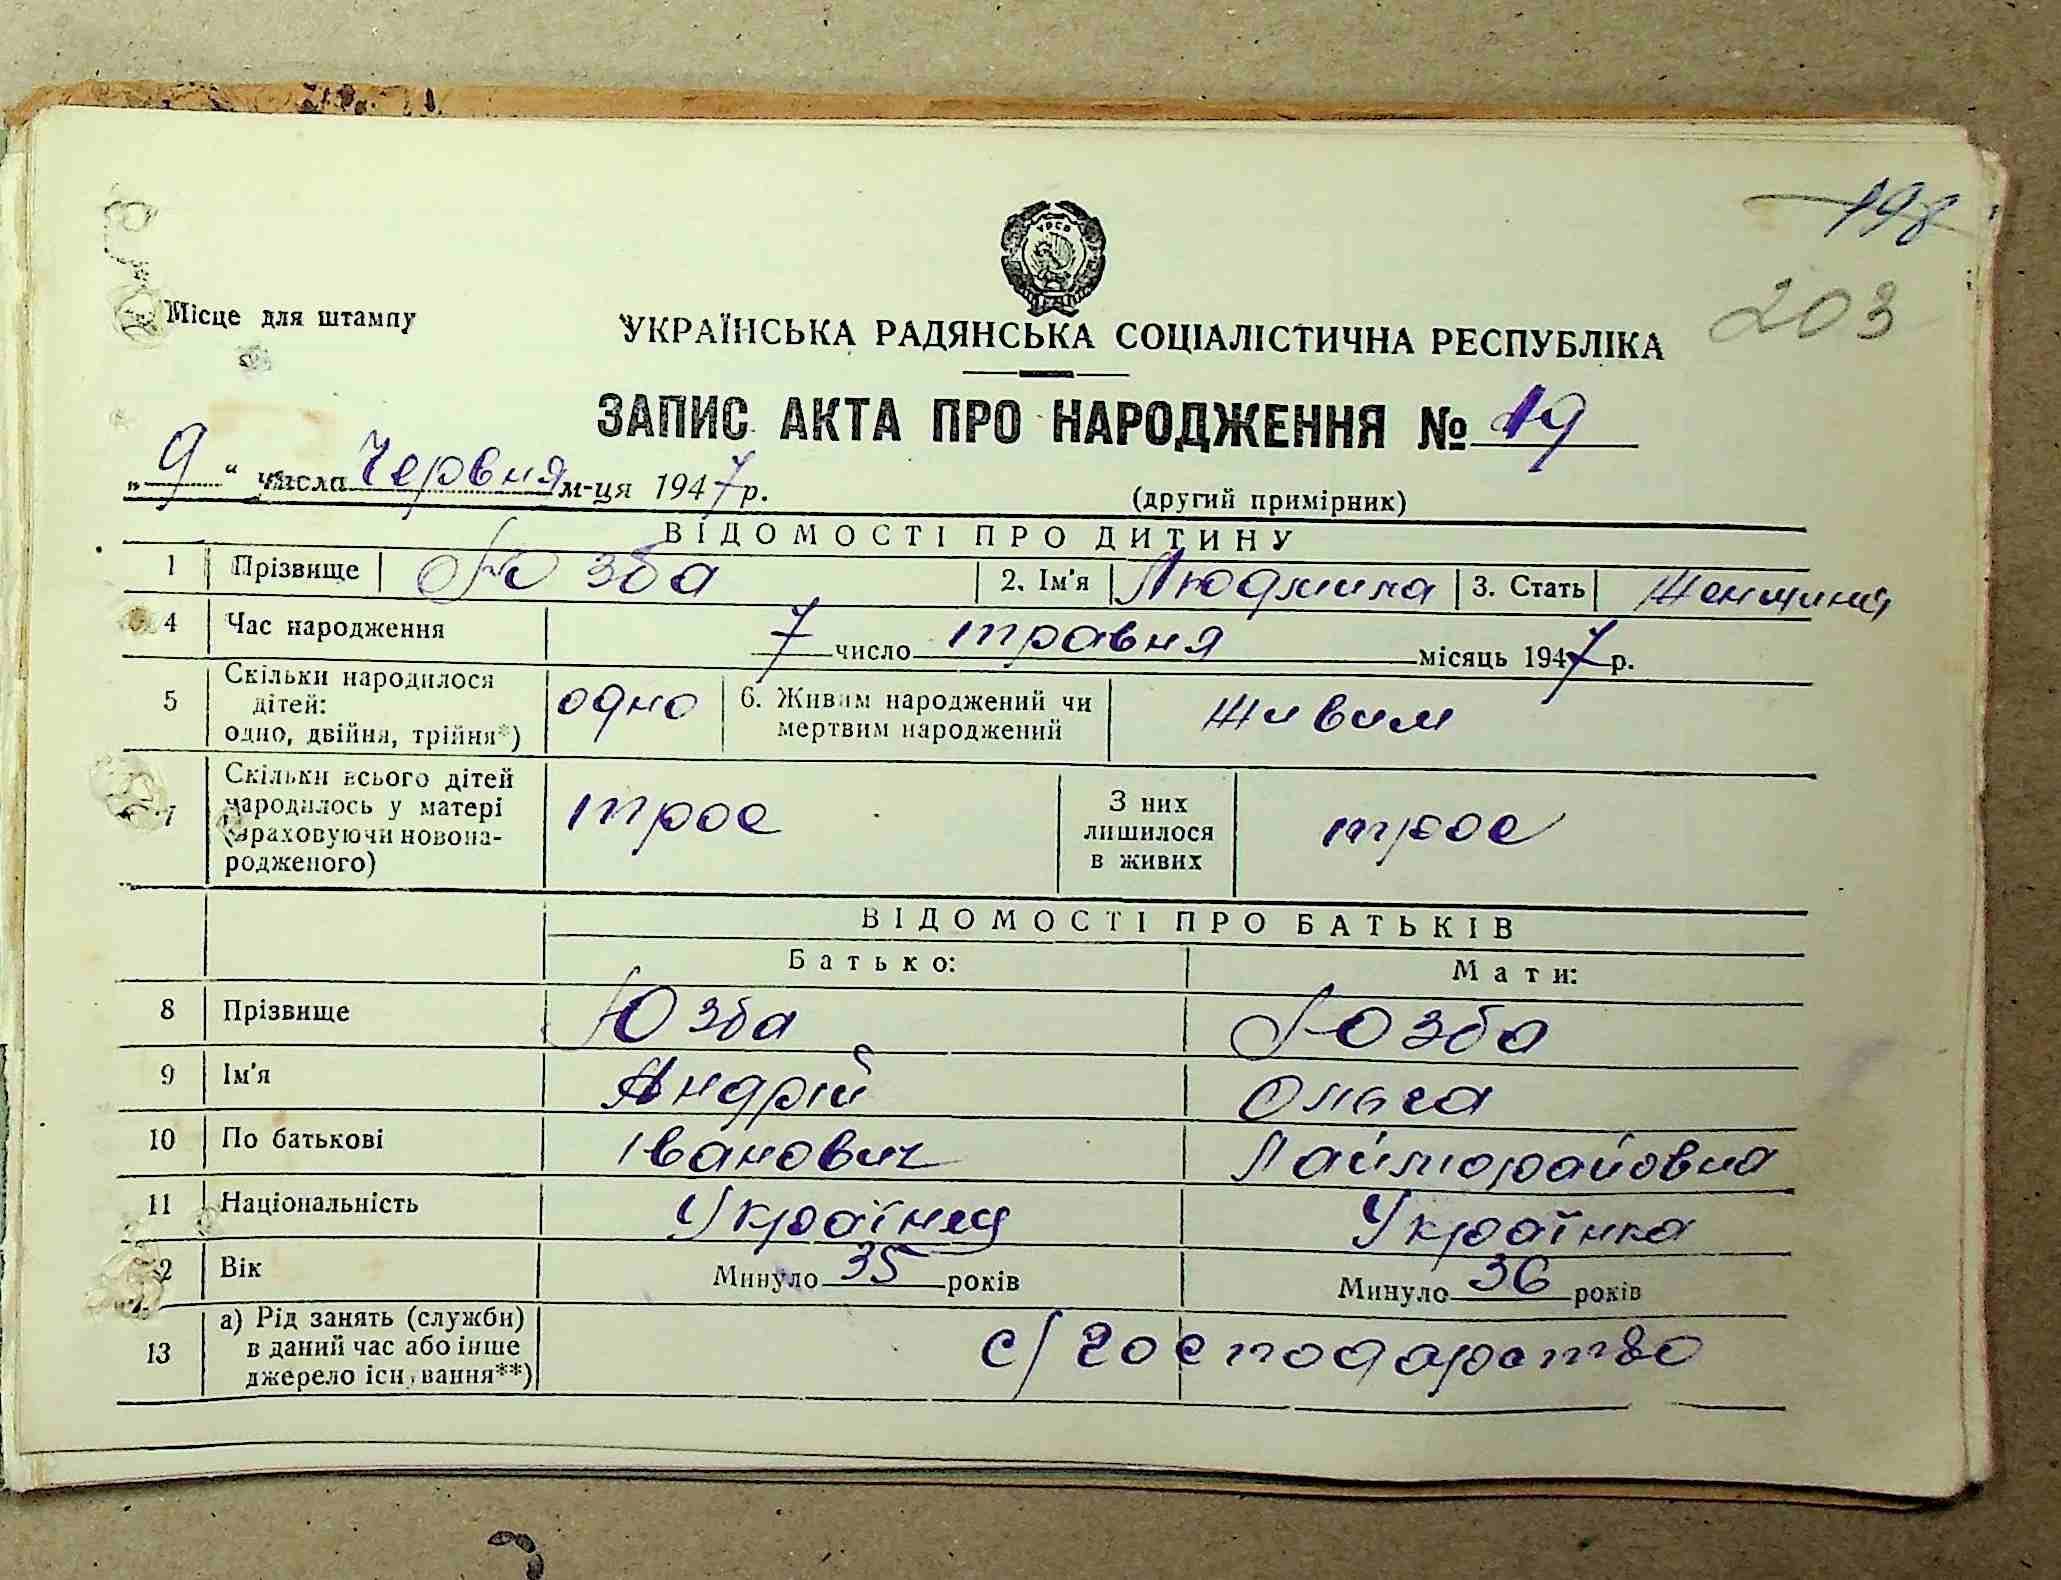 198
203
УРСР
Місце для штампу
УКРАЇНСЬКА РАДЯНСЬКА СОЦІАЛІСТИЧНА РЕСПУБЛІКА
ЗАПИС АКТА ПРО НАРОДЖЕННЯ № 19
„ 9 “ числа Червня м-ця 1947 р.
(другий примірник)
ВІДОМОСТІ ПРО ДИТИНУ
1 Прізвище Юзба 2. Ім'я Людмила 3. Стать Женщина
4 Час народження 7 число травня місяць 1947 р.
5 Скільки народилося дітей: одно, двійня, трійня*) одно 6. Живим народжений чи мертвим народжений Живим
7 Скільки всього дітей народилось у матері (враховуючи новонародженого) троє З них лишилося в живих троє
ВІДОМОСТІ ПРО БАТЬКІВ
Батько: Мати:
8 Прізвище Юзба Юзба
9 Ім'я Андрій Ольга
10 По батькові Іванович
11 Національність Українец Українка
12 Вік Минуло 35 років Минуло 36 років
13 а) Рід занять (служби) в даний час або інше джерело існування**) с/господарство